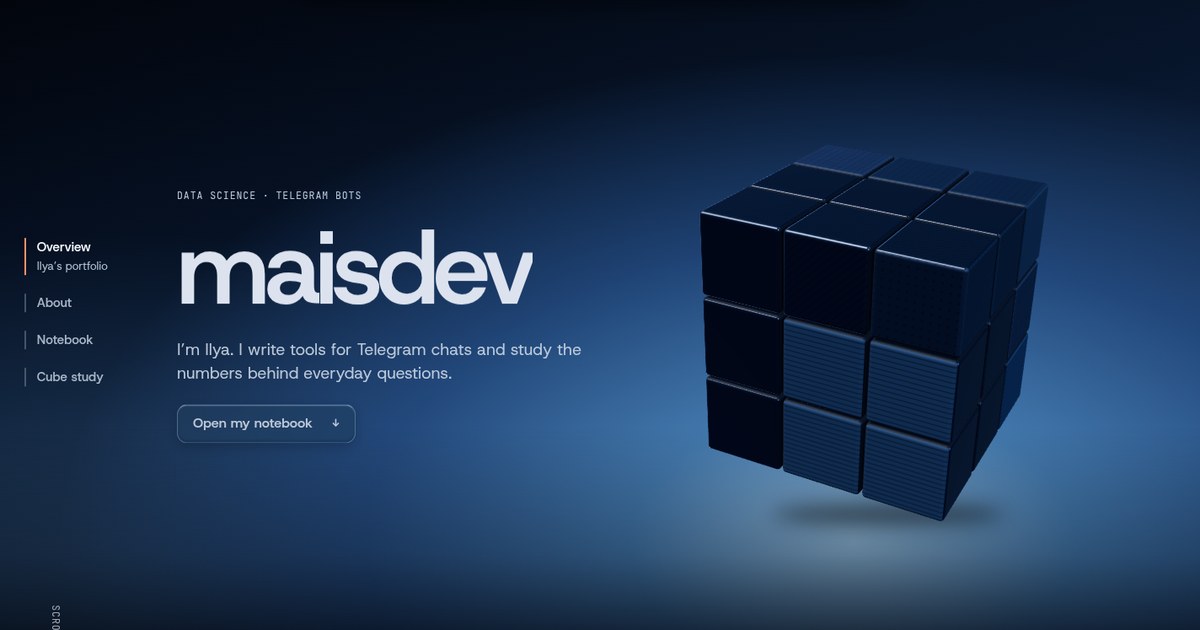 DATA SCIENCE · TELEGRAM BOTS
maisdev
I'm Ilya. I write tools for Telegram chats and study the
numbers behind everyday questions.
Open my notebook ↓
Overview
Ilya's portfolio
About
Notebook
Cube study